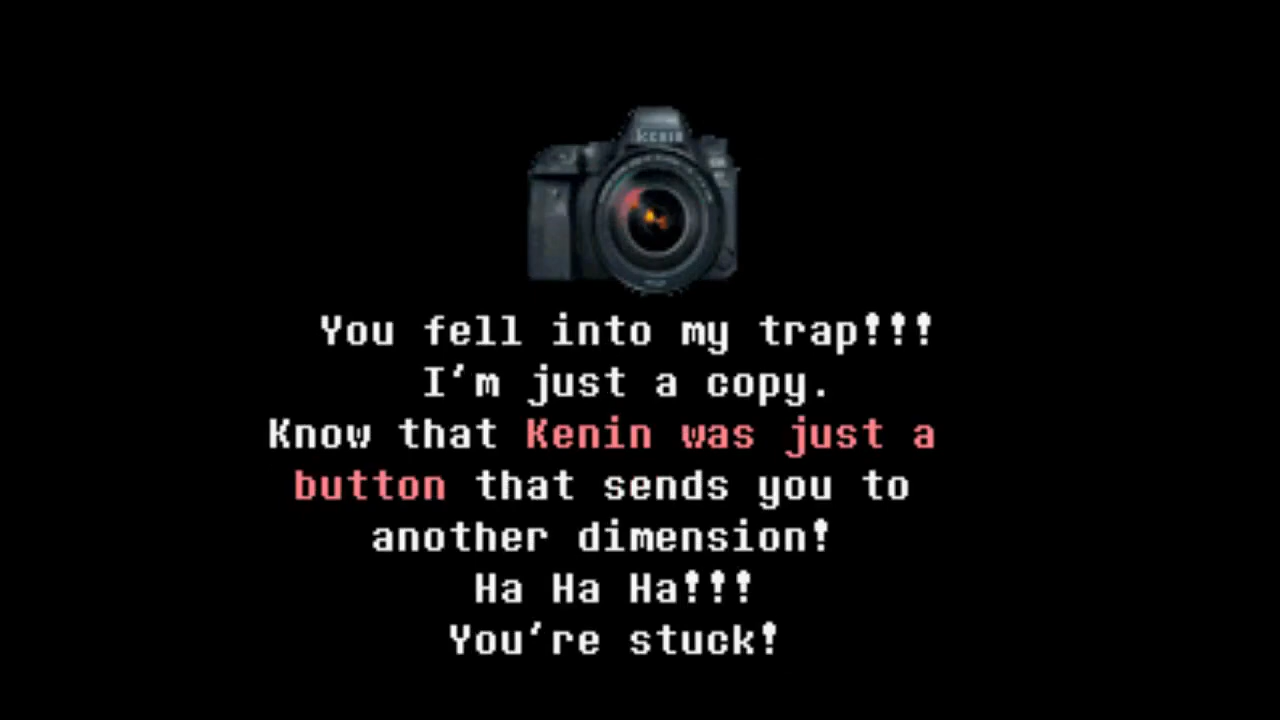 Kenin
You fell into my trap!!!
I'm just a copy.
Know that Kenin was just a
button that sends you to
another dimension!
Ha Ha Ha!!!
You're stuck!